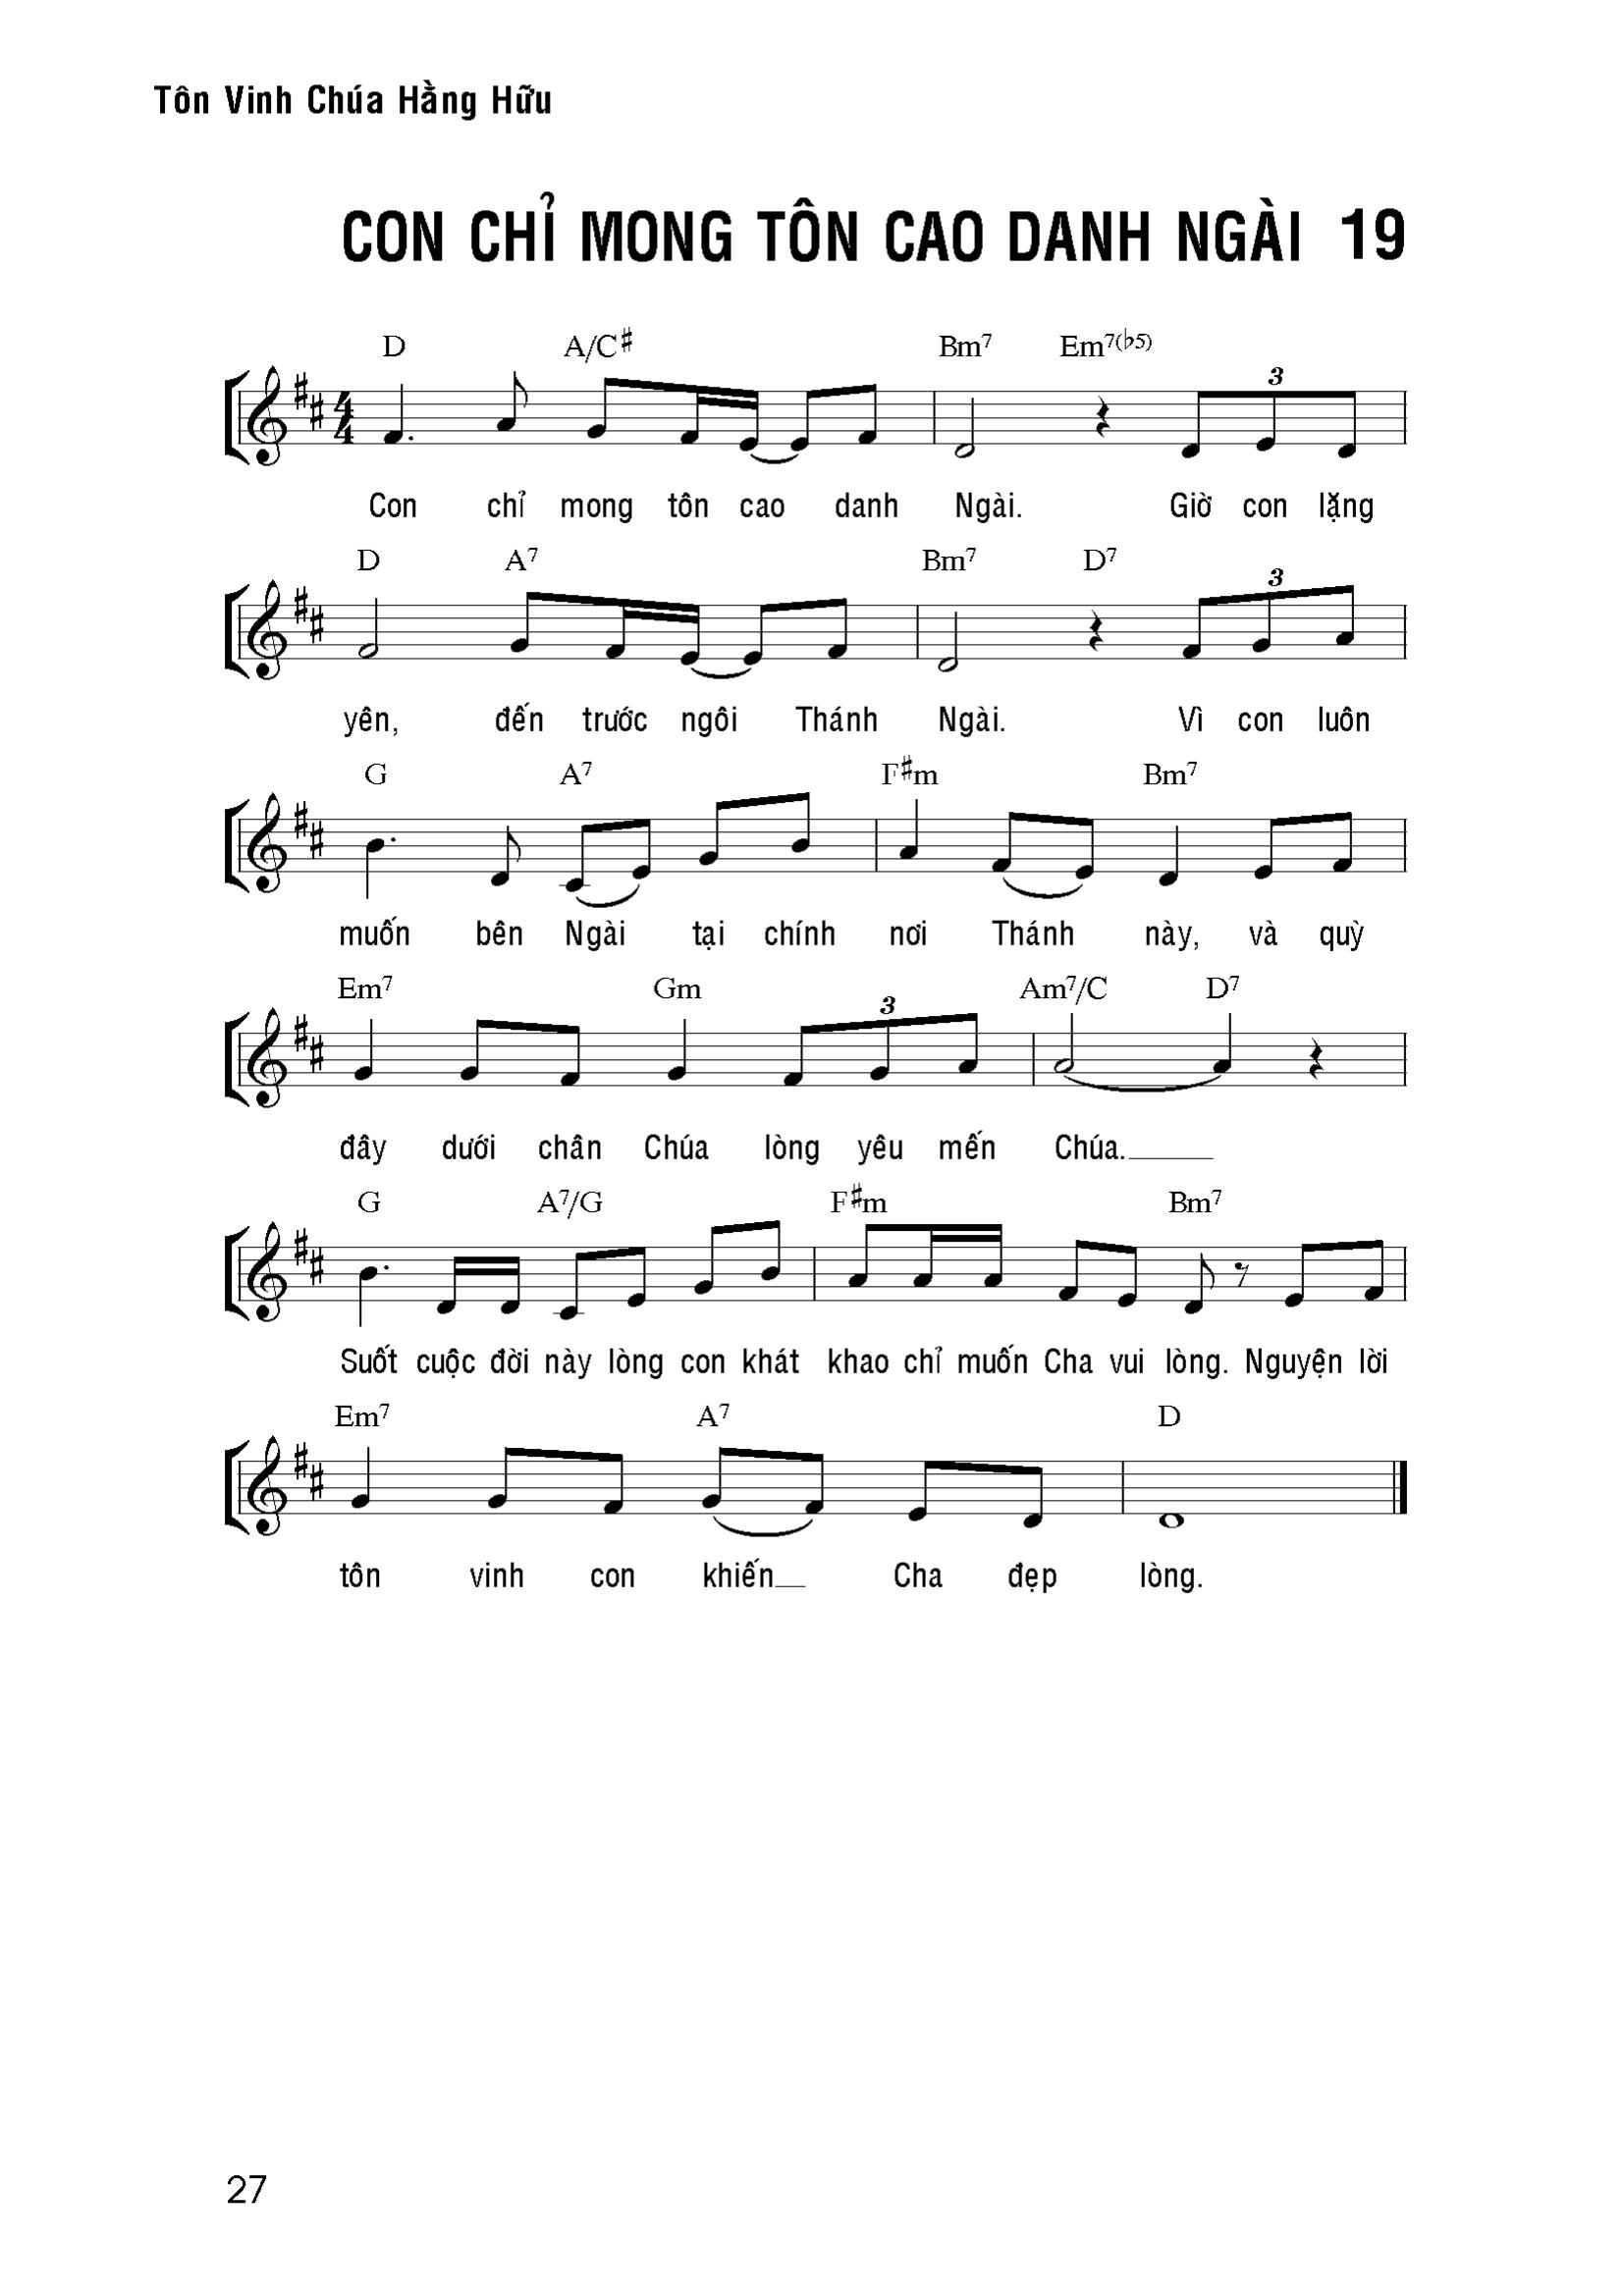 Tôn Vinh Chúa Hằng Hữu
CON CHỈ MONG TÔN CAO DANH NGÀI 19
D A/C♯ Bm7 Em7(♭5)
3
Con chỉ mong tôn cao danh Ngài. Giờ con lặng
D A7 Bm7 D7
3
yên, đến trước ngôi Thánh Ngài. Vì con luôn
G A7 F♯m Bm7
muốn bên Ngài tại chính nơi Thánh này, và quỳ
Em7 Gm Am7/C D7
3
đây dưới chân Chúa lòng yêu mến Chúa.
G A7/G F♯m Bm7
Suốt cuộc đời này lòng con khát khao chỉ muốn Cha vui lòng. Nguyện lời
Em7 A7 D
tôn vinh con khiến Cha đẹp lòng.
27